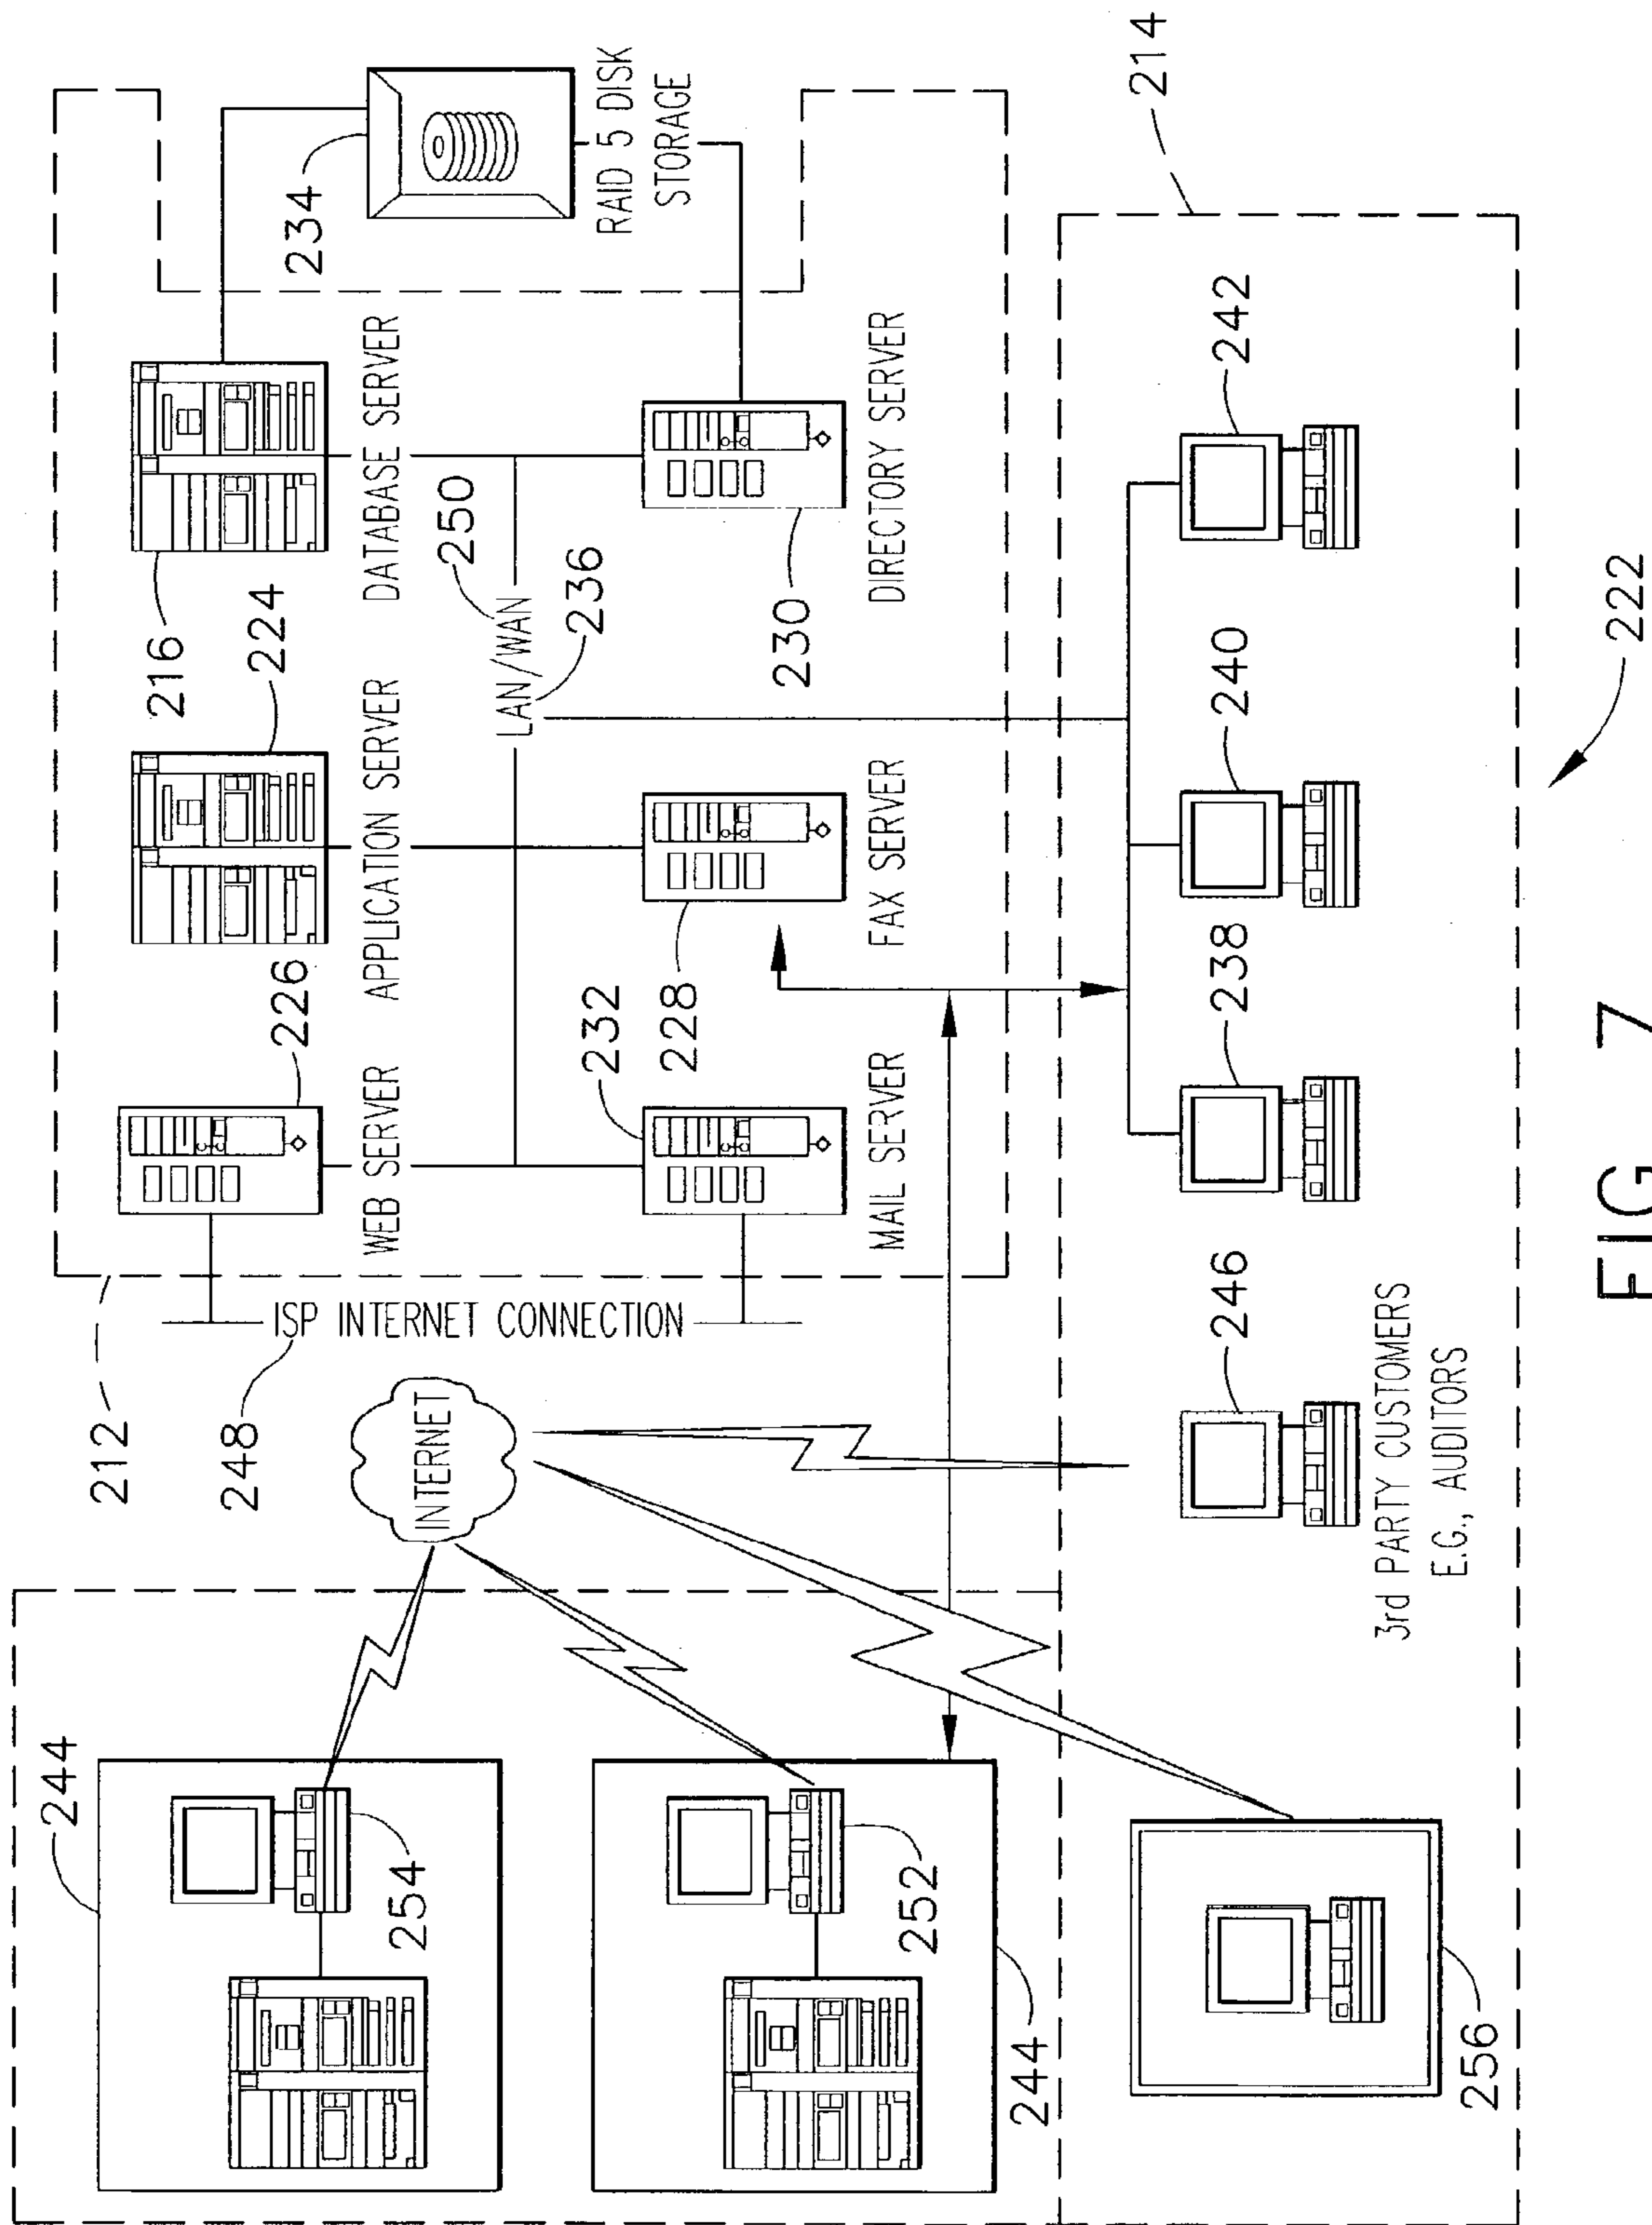 244
254
252
244
256
INTERNET
212
248
ISP INTERNET CONNECTION
226
WEB SERVER
232
MAIL SERVER
224
APPLICATION SERVER
228
FAX SERVER
216
DATABASE SERVER
250
LAN/WAN
236
230
DIRECTORY SERVER
234
RAID 5 DISK
STORAGE
214
246
3rd PARTY CUSTOMERS
E.G., AUDITORS
238
240
242
222
FIG. 7